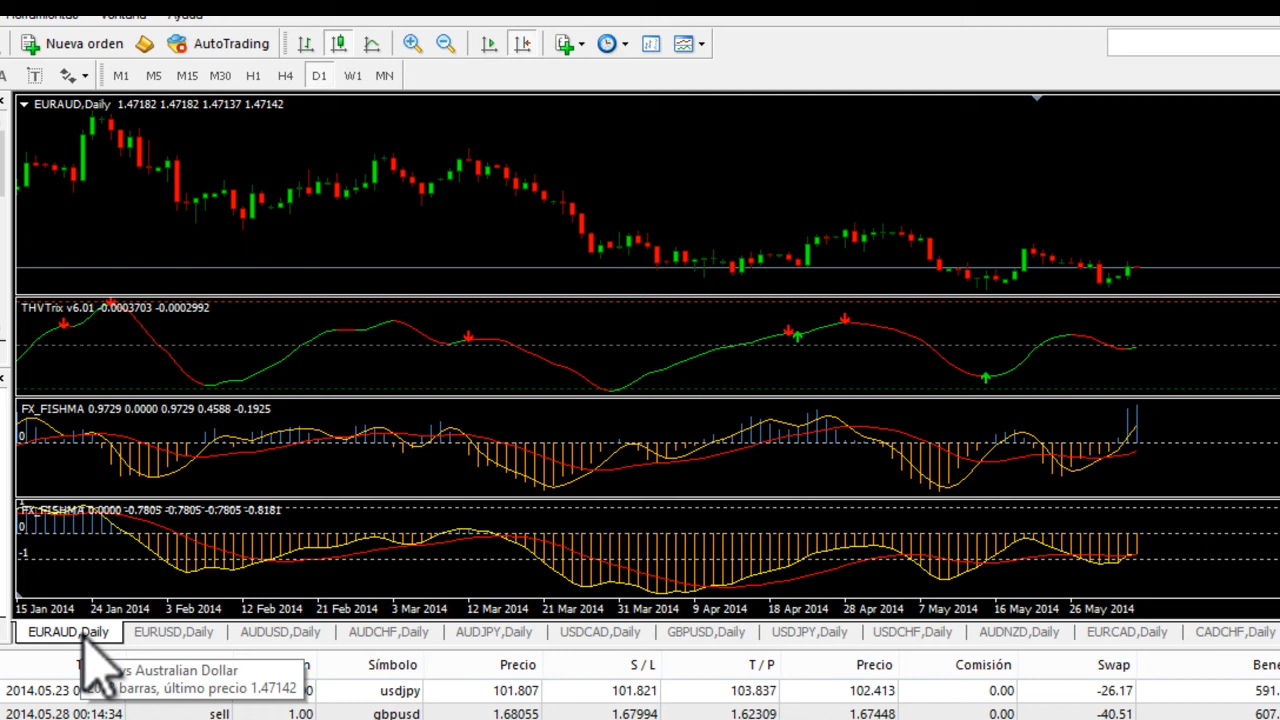 Herramientas Ventana Ayuda
Nueva orden AutoTrading
A T M1 M5 M15 M30 H1 H4 D1 W1 MN
EURAUD,Daily 1.47182 1.47182 1.47137 1.47142
THVTrix v6.01 -0.0003703 -0.0002992
FX_FISHMA 0.9729 0.0000 0.9729 0.4588 -0.1925
0
FX_FISHMA 0.0000 -0.7805 -0.7805 -0.7805 -0.8181
1
0
-1
15 Jan 2014 24 Jan 2014 3 Feb 2014 12 Feb 2014 21 Feb 2014 3 Mar 2014 12 Mar 2014 21 Mar 2014 31 Mar 2014 9 Apr 2014 18 Apr 2014 28 Apr 2014 7 May 2014 16 May 2014 26 May 2014
EURAUD,Daily EURUSD,Daily AUDUSD,Daily AUDCHF,Daily AUDJPY,Daily USDCAD,Daily GBPUSD,Daily USDJPY,Daily USDCHF,Daily AUDNZD,Daily EURCAD,Daily CADCHF,Daily
Símbolo Precio S / L T / P Precio Comisión Swap Bene
vs Australian Dollar
barras, último precio 1.47142
2014.05.23 usdjpy 101.807 101.821 103.837 102.413 0.00 -26.17 591.
2014.05.28 00:14:34 sell 1.00 gbpusd 1.68055 1.67994 1.62309 1.67448 0.00 -40.51 607.